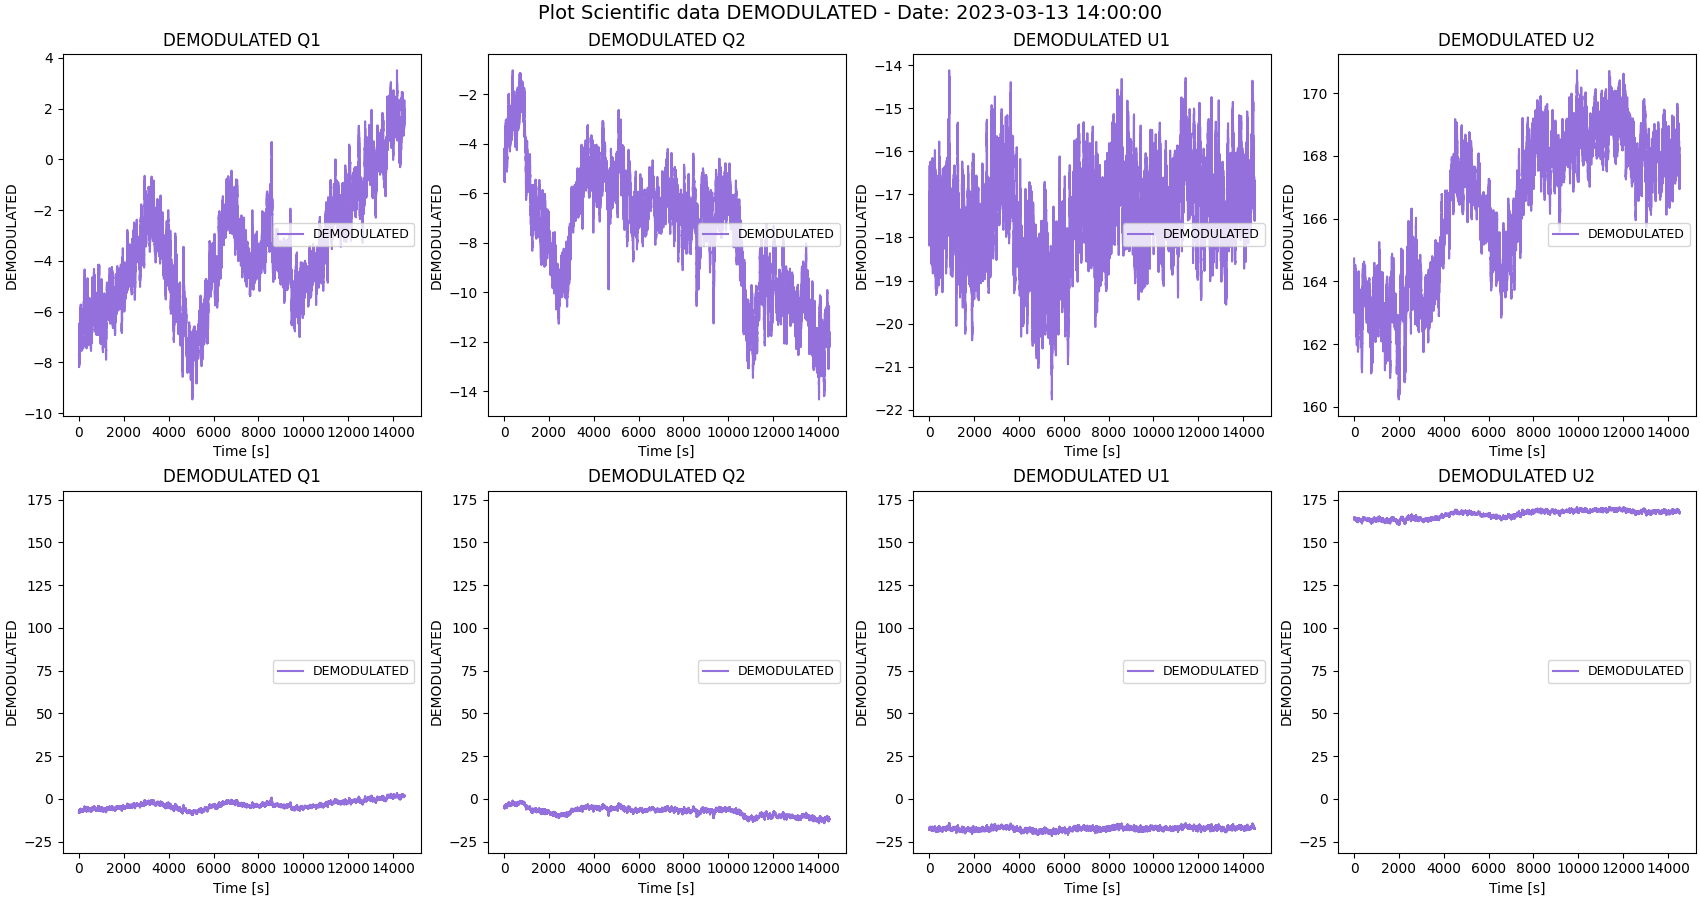 Plot Scientific data DEMODULATED - Date: 2023-03-13 14:00:00
DEMODULATED Q1
DEMODULATED
4
2
0
−2
−4
−6
−8
−10
DEMODULATED
0 2000 4000 6000 8000 10000 12000 14000
Time [s]
DEMODULATED Q2
DEMODULATED
−2
−4
−6
−8
−10
−12
−14
DEMODULATED
0 2000 4000 6000 8000 10000 12000 14000
Time [s]
DEMODULATED U1
DEMODULATED
−14
−15
−16
−17
−18
−19
−20
−21
−22
DEMODULATED
0 2000 4000 6000 8000 10000 12000 14000
Time [s]
DEMODULATED U2
DEMODULATED
170
168
166
164
162
160
DEMODULATED
0 2000 4000 6000 8000 10000 12000 14000
Time [s]
DEMODULATED Q1
DEMODULATED
175
150
125
100
75
50
25
0
−25
DEMODULATED
0 2000 4000 6000 8000 10000 12000 14000
Time [s]
DEMODULATED Q2
DEMODULATED
175
150
125
100
75
50
25
0
−25
DEMODULATED
0 2000 4000 6000 8000 10000 12000 14000
Time [s]
DEMODULATED U1
DEMODULATED
175
150
125
100
75
50
25
0
−25
DEMODULATED
0 2000 4000 6000 8000 10000 12000 14000
Time [s]
DEMODULATED U2
DEMODULATED
175
150
125
100
75
50
25
0
−25
DEMODULATED
0 2000 4000 6000 8000 10000 12000 14000
Time [s]